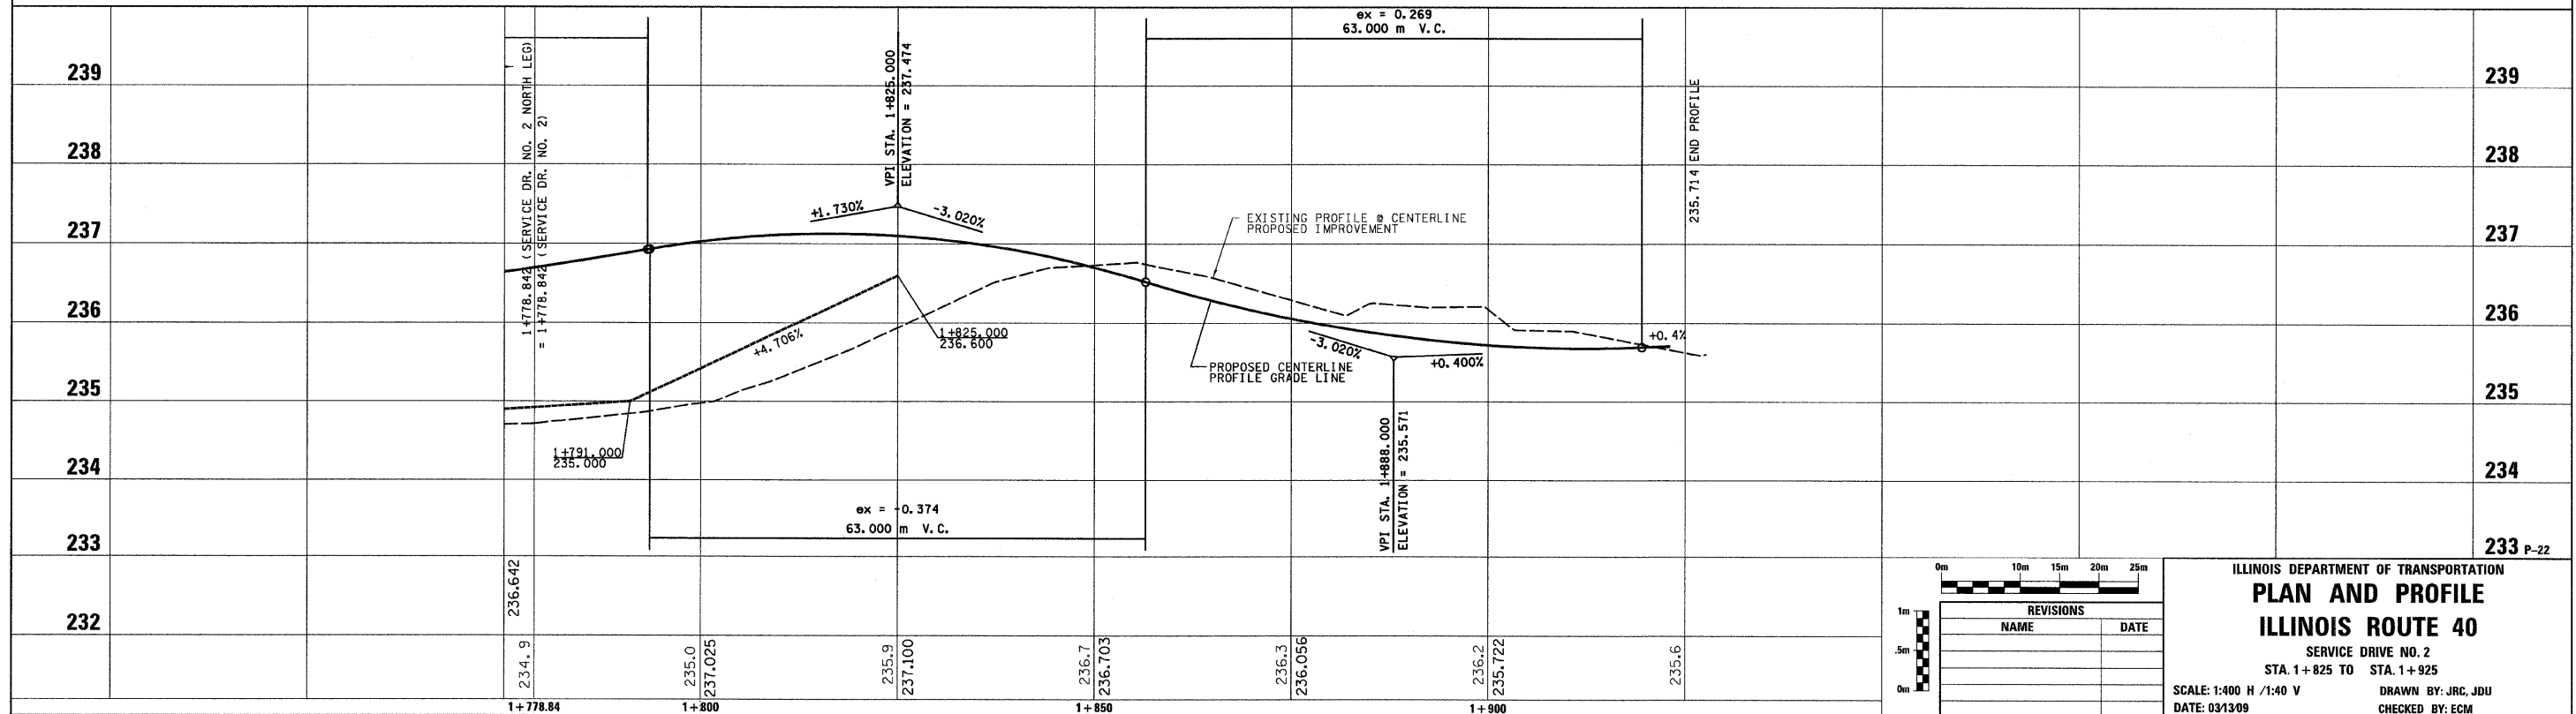 ex = 0.269
63.000 m V.C.
239
238
237
236
235
234
233
232
1+778.842 (SERVICE DR. NO. 2 NORTH LEG)
= 1+778.842 (SERVICE DR. NO. 2)
VPI STA. 1+825.000
ELEVATION = 237.474
+1.730%
-3.020%
EXISTING PROFILE @ CENTERLINE
PROPOSED IMPROVEMENT
235.714 END PROFILE
+4.706%
1+825.000
236.600
PROPOSED CENTERLINE
PROFILE GRADE LINE
-3.020%
+0.400%
+0.4%
1+791.000
235.000
VPI STA. 1+888.000
ELEVATION = 235.571
ex = -0.374
63.000 m V.C.
239
238
237
236
235
234
233 P-22
236.642
234.9
235.0
237.025
235.9
237.100
236.7
236.703
236.3
236.056
236.2
235.722
235.6
1+778.84
1+800
1+850
1+900
0m 10m 15m 20m 25m
1m
.5m
0m
REVISIONS
NAME DATE
ILLINOIS DEPARTMENT OF TRANSPORTATION
PLAN AND PROFILE
ILLINOIS ROUTE 40
SERVICE DRIVE NO. 2
STA. 1+825 TO STA. 1+925
SCALE: 1:400 H /1:40 V DRAWN BY: JRC, JDU
DATE: 03/13/09 CHECKED BY: ECM